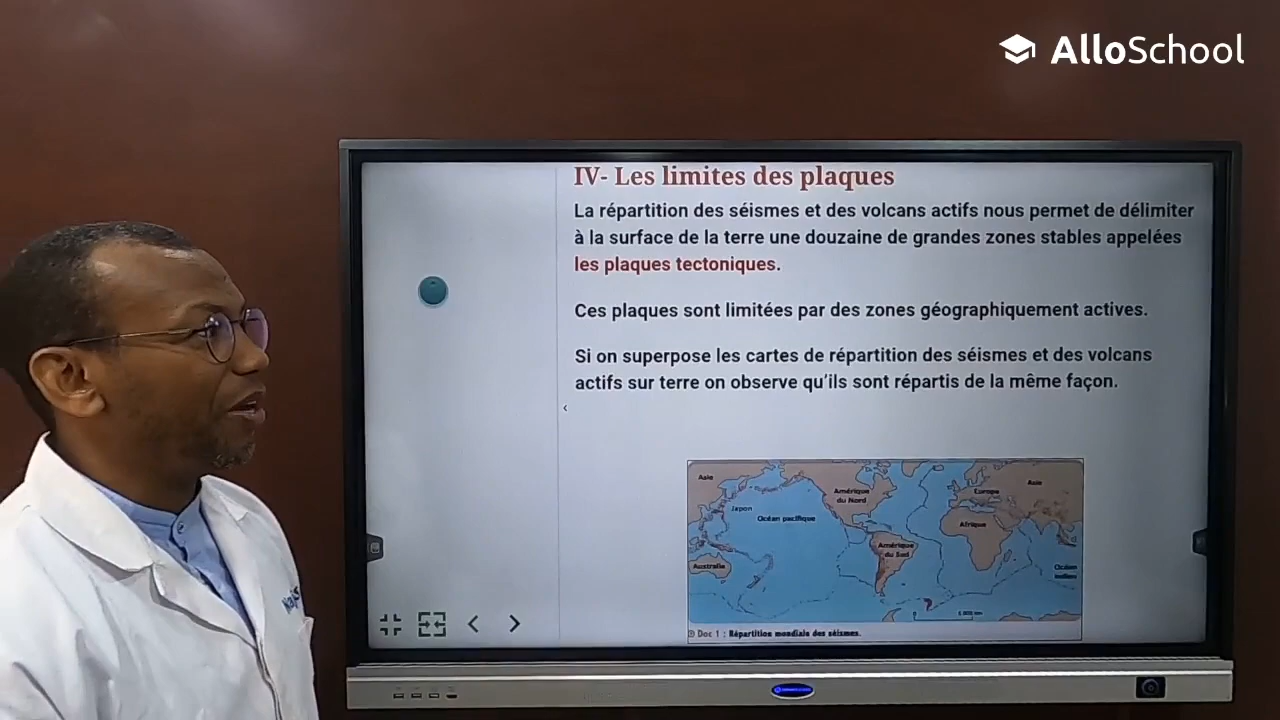 AlloSchool
IV- Les limites des plaques
La répartition des séismes et des volcans actifs nous permet de délimiter
à la surface de la terre une douzaine de grandes zones stables appelées
les plaques tectoniques.
Ces plaques sont limitées par des zones géographiquement actives.
Si on superpose les cartes de répartition des séismes et des volcans
actifs sur terre on observe qu'ils sont répartis de la même façon.
Asie
Japon
Océan pacifique
Australie
Amérique
du Nord
Amérique
du Sud
Europe
Afrique
Asie
Océan
indien
Doc 1 : Répartition mondiale des séismes.